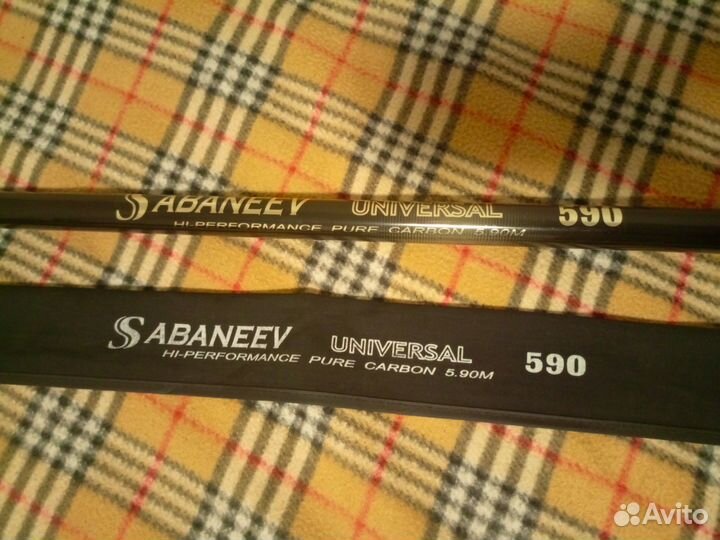 SABANEEV UNIVERSAL 590
HI-PERFORMANCE PURE CARBON 5.90M
SABANEEV UNIVERSAL 590
HI-PERFORMANCE PURE CARBON 5.90M
Avito